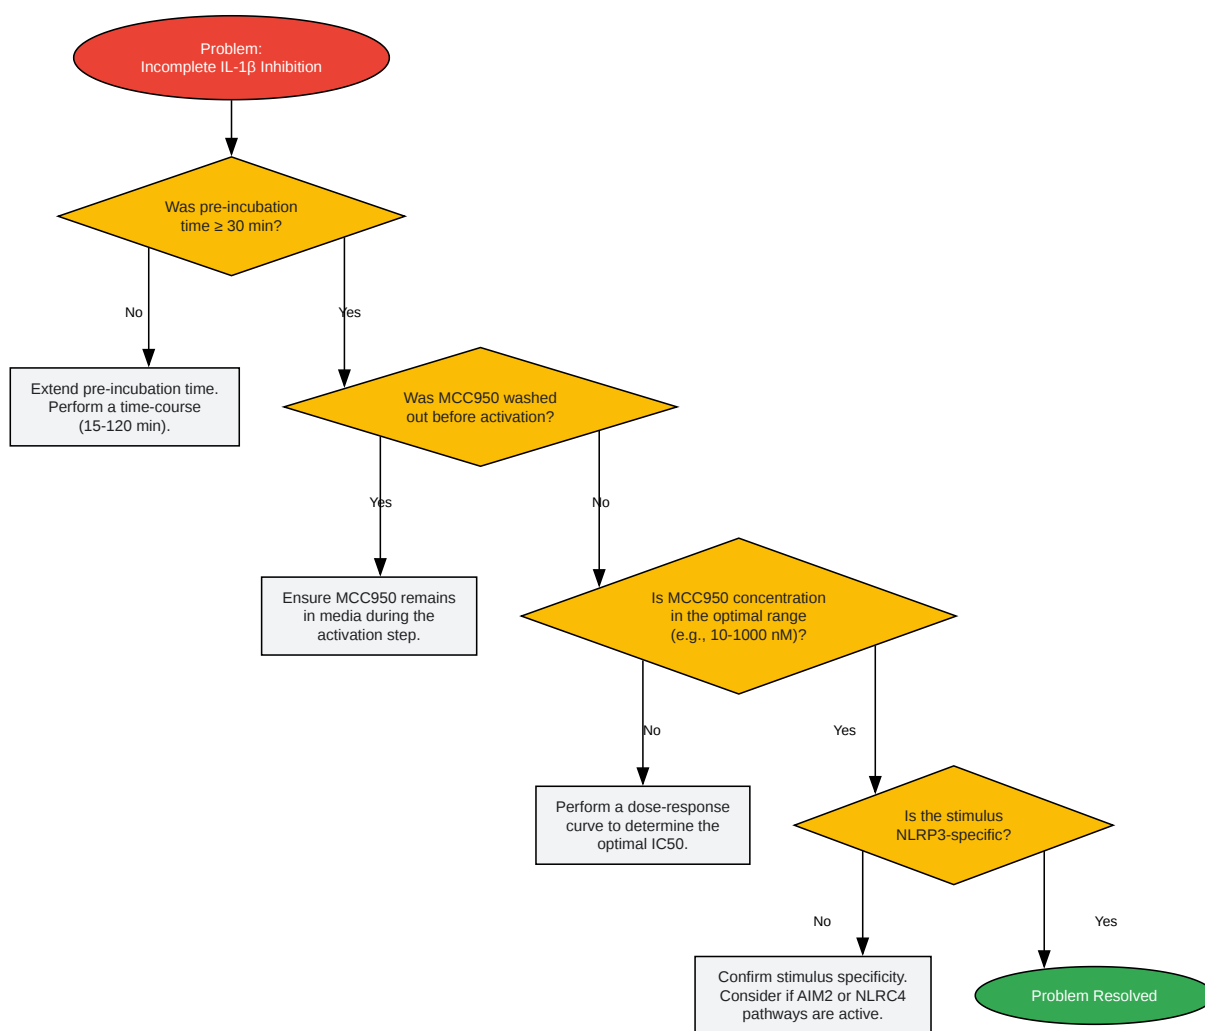 Problem:
Incomplete IL-1β Inhibition
Was pre-incubation
time ≥ 30 min?
No
Yes
Extend pre-incubation time.
Perform a time-course
(15-120 min).
Was MCC950 washed
out before activation?
Yes
No
Ensure MCC950 remains
in media during the
activation step.
Is MCC950 concentration
in the optimal range
(e.g., 10-1000 nM)?
No
Yes
Perform a dose-response
curve to determine the
optimal IC50.
Is the stimulus
NLRP3-specific?
No
Yes
Confirm stimulus specificity.
Consider if AIM2 or NLRC4
pathways are active.
Problem Resolved